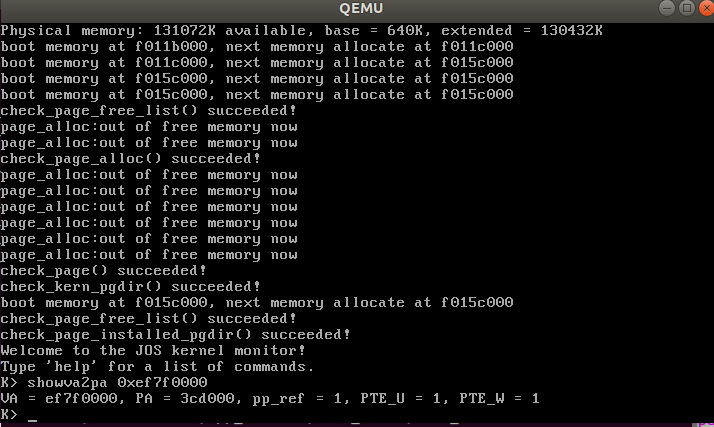 QEMU
Physical memory: 131072K available, base = 640K, extended = 130432K
boot memory at f011b000, next memory allocate at f011c000
boot memory at f011c000, next memory allocate at f015c000
boot memory at f015c000, next memory allocate at f015c000
boot memory at f015c000, next memory allocate at f015c000
check_page_free_list() succeeded!
page_alloc:out of free memory now
page_alloc:out of free memory now
check_page_alloc() succeeded!
page_alloc:out of free memory now
page_alloc:out of free memory now
page_alloc:out of free memory now
page_alloc:out of free memory now
page_alloc:out of free memory now
page_alloc:out of free memory now
check_page() succeeded!
check_kern_pgdir() succeeded!
boot memory at f015c000, next memory allocate at f015c000
check_page_free_list() succeeded!
check_page_installed_pgdir() succeeded!
Welcome to the JOS kernel monitor!
Type 'help' for a list of commands.
K> showva2pa 0xef7f0000
VA = ef7f0000, PA = 3cd000, pp_ref = 1, PTE_U = 1, PTE_W = 1
K> _